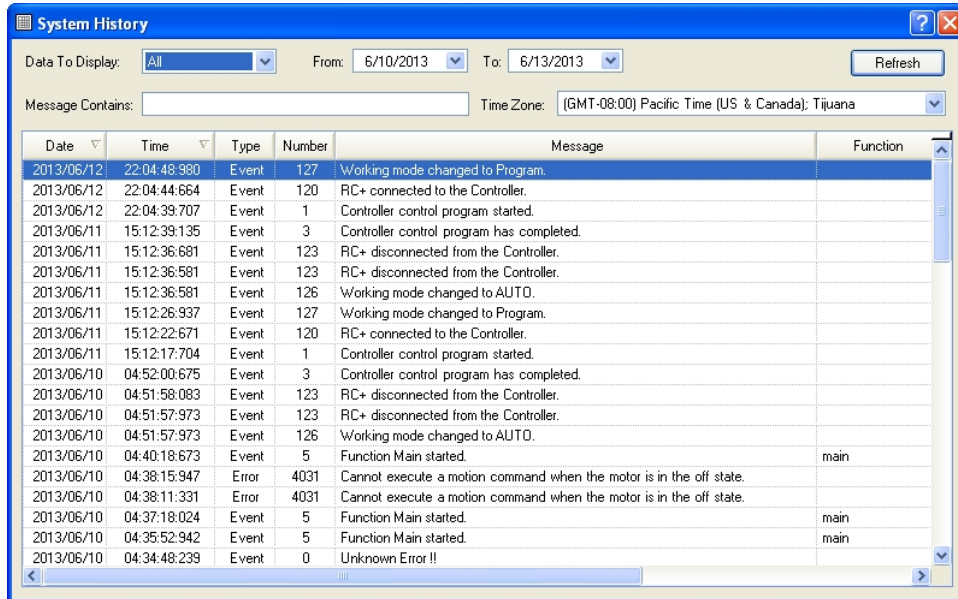 System History
Data To Display: All From: 6/10/2013 To: 6/13/2013 Refresh
Message Contains: Time Zone: (GMT-08:00) Pacific Time (US & Canada); Tijuana
Date Time Type Number Message Function
2013/06/12 22:04:48:980 Event 127 Working mode changed to Program.
2013/06/12 22:04:44:664 Event 120 RC+ connected to the Controller.
2013/06/12 22:04:39:707 Event 1 Controller control program started.
2013/06/11 15:12:39:135 Event 3 Controller control program has completed.
2013/06/11 15:12:36:681 Event 123 RC+ disconnected from the Controller.
2013/06/11 15:12:36:581 Event 123 RC+ disconnected from the Controller.
2013/06/11 15:12:36:581 Event 126 Working mode changed to AUTO.
2013/06/11 15:12:26:937 Event 127 Working mode changed to Program.
2013/06/11 15:12:22:671 Event 120 RC+ connected to the Controller.
2013/06/11 15:12:17:704 Event 1 Controller control program started.
2013/06/10 04:52:00:675 Event 3 Controller control program has completed.
2013/06/10 04:51:58:083 Event 123 RC+ disconnected from the Controller.
2013/06/10 04:51:57:973 Event 123 RC+ disconnected from the Controller.
2013/06/10 04:51:57:973 Event 126 Working mode changed to AUTO.
2013/06/10 04:40:18:673 Event 5 Function Main started. main
2013/06/10 04:38:15:947 Error 4031 Cannot execute a motion command when the motor is in the off state.
2013/06/10 04:38:11:331 Error 4031 Cannot execute a motion command when the motor is in the off state.
2013/06/10 04:37:18:024 Event 5 Function Main started. main
2013/06/10 04:35:52:942 Event 5 Function Main started. main
2013/06/10 04:34:48:239 Event 0 Unknown Error !!